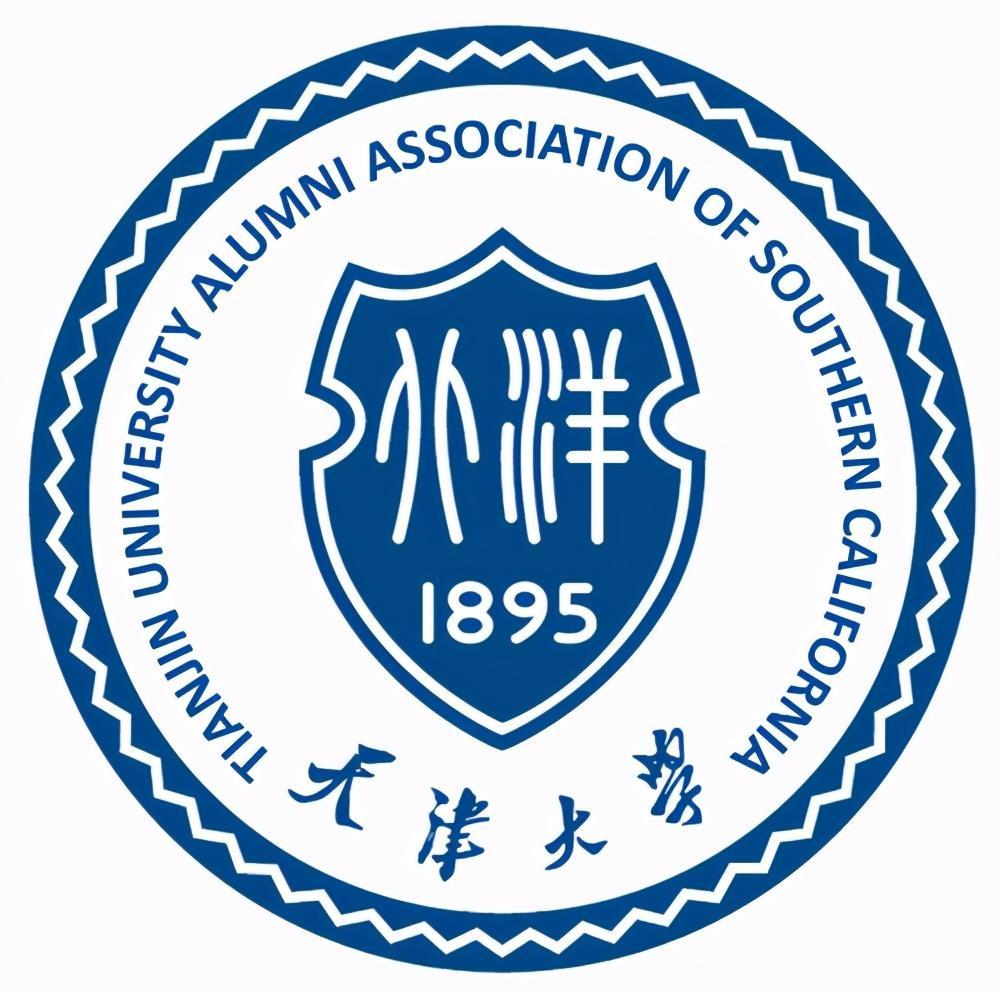 TIANJIN UNIVERSITY ALUMNI ASSOCIATION OF SOUTHERN CALIFORNIA
北洋
1895
天津大學